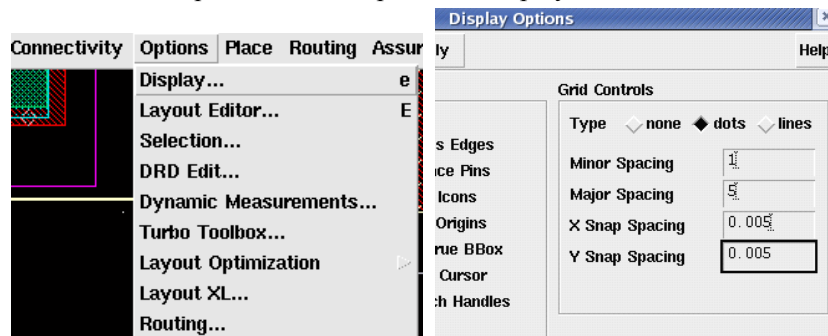 Display Options
Connectivity Options Place Routing Assur
Display... e
Layout Editor... E
Selection...
DRD Edit...
Dynamic Measurements...
Turbo Toolbox...
Layout Optimization
Layout XL...
Routing...
ly Help
Grid Controls
Type none dots lines
s Edges
Minor Spacing 1
ce Pins
Major Spacing 5
Icons
Origins
X Snap Spacing 0.005
rue BBox
Y Snap Spacing 0.005
Cursor
ch Handles